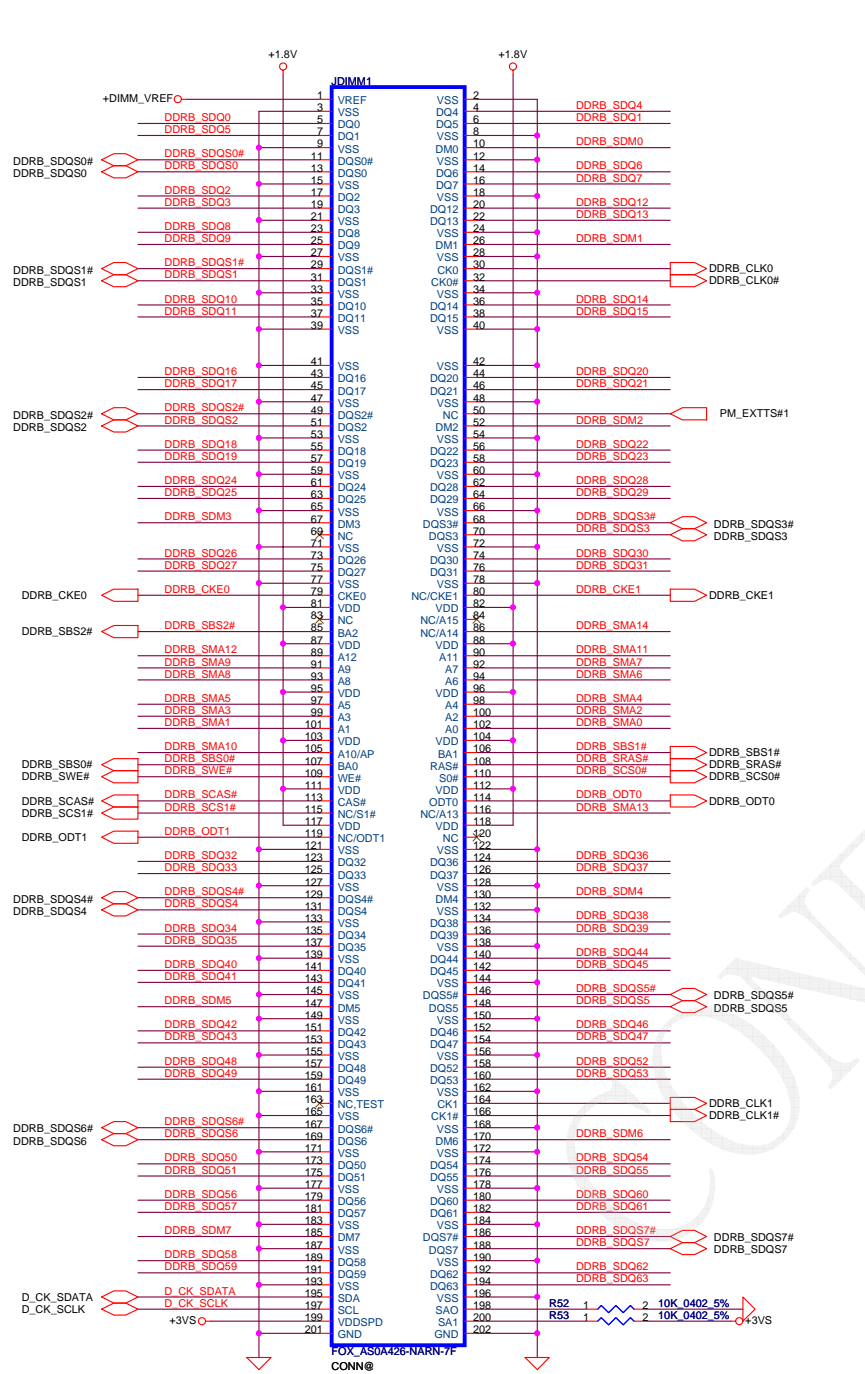 +1.8V +1.8V
JDIMM1
+DIMM_VREF 1 VREF VSS 2
3 VSS DQ4 4 DDRB_SDQ4
DDRB_SDQ0 5 DQ0 DQ5 6 DDRB_SDQ1
DDRB_SDQ5 7 DQ1 VSS 8
9 VSS DM0 10 DDRB_SDM0
DDRB_SDQS0# DDRB_SDQS0# 11 DQS0# VSS 12
DDRB_SDQS0 DDRB_SDQS0 13 DQS0 DQ6 14 DDRB_SDQ6
15 VSS DQ7 16 DDRB_SDQ7
DDRB_SDQ2 17 DQ2 VSS 18
DDRB_SDQ3 19 DQ3 DQ12 20 DDRB_SDQ12
21 VSS DQ13 22 DDRB_SDQ13
DDRB_SDQ8 23 DQ8 VSS 24
DDRB_SDQ9 25 DQ9 DM1 26 DDRB_SDM1
27 VSS VSS 28
DDRB_SDQS1# DDRB_SDQS1# 29 DQS1# CK0 30 DDRB_CLK0
DDRB_SDQS1 DDRB_SDQS1 31 DQS1 CK0# 32 DDRB_CLK0#
33 VSS VSS 34
DDRB_SDQ10 35 DQ10 DQ14 36 DDRB_SDQ14
DDRB_SDQ11 37 DQ11 DQ15 38 DDRB_SDQ15
39 VSS VSS 40
41 VSS VSS 42
DDRB_SDQ16 43 DQ16 DQ20 44 DDRB_SDQ20
DDRB_SDQ17 45 DQ17 DQ21 46 DDRB_SDQ21
47 VSS VSS 48
DDRB_SDQS2# DDRB_SDQS2# 49 DQS2# NC 50 PM_EXTTS#1
DDRB_SDQS2 DDRB_SDQS2 51 DQS2 DM2 52 DDRB_SDM2
53 VSS VSS 54
DDRB_SDQ18 55 DQ18 DQ22 56 DDRB_SDQ22
DDRB_SDQ19 57 DQ19 DQ23 58 DDRB_SDQ23
59 VSS VSS 60
DDRB_SDQ24 61 DQ24 DQ28 62 DDRB_SDQ28
DDRB_SDQ25 63 DQ25 DQ29 64 DDRB_SDQ29
65 VSS VSS 66
DDRB_SDM3 67 DM3 DQS3# 68 DDRB_SDQS3# DDRB_SDQS3#
69 NC DQS3 70 DDRB_SDQS3 DDRB_SDQS3
71 VSS VSS 72
DDRB_SDQ26 73 DQ26 DQ30 74 DDRB_SDQ30
DDRB_SDQ27 75 DQ27 DQ31 76 DDRB_SDQ31
77 VSS VSS 78
DDRB_CKE0 DDRB_CKE0 79 CKE0 NC/CKE1 80 DDRB_CKE1 DDRB_CKE1
81 VDD VDD 82
83 NC NC/A15 84
DDRB_SBS2# DDRB_SBS2# 85 BA2 NC/A14 86 DDRB_SMA14
87 VDD VDD 88
DDRB_SMA12 89 A12 A11 90 DDRB_SMA11
DDRB_SMA9 91 A9 A7 92 DDRB_SMA7
DDRB_SMA8 93 A8 A6 94 DDRB_SMA6
95 VDD VDD 96
DDRB_SMA5 97 A5 A4 98 DDRB_SMA4
DDRB_SMA3 99 A3 A2 100 DDRB_SMA2
DDRB_SMA1 101 A1 A0 102 DDRB_SMA0
103 VDD VDD 104
DDRB_SMA10 105 A10/AP BA1 106 DDRB_SBS1# DDRB_SBS1#
DDRB_SBS0# DDRB_SBS0# 107 BA0 RAS# 108 DDRB_SRAS# DDRB_SRAS#
DDRB_SWE# DDRB_SWE# 109 WE# S0# 110 DDRB_SCS0# DDRB_SCS0#
111 VDD VDD 112
DDRB_SCAS# DDRB_SCAS# 113 CAS# ODT0 114 DDRB_ODT0 DDRB_ODT0
DDRB_SCS1# DDRB_SCS1# 115 NC/S1# NC/A13 116 DDRB_SMA13
117 VDD VDD 118
DDRB_ODT1 DDRB_ODT1 119 NC/ODT1 NC 120
121 VSS VSS 122
DDRB_SDQ32 123 DQ32 DQ36 124 DDRB_SDQ36
DDRB_SDQ33 125 DQ33 DQ37 126 DDRB_SDQ37
127 VSS VSS 128
DDRB_SDQS4# DDRB_SDQS4# 129 DQS4# DM4 130 DDRB_SDM4
DDRB_SDQS4 DDRB_SDQS4 131 DQS4 VSS 132
133 VSS DQ38 134 DDRB_SDQ38
DDRB_SDQ34 135 DQ34 DQ39 136 DDRB_SDQ39
DDRB_SDQ35 137 DQ35 VSS 138
139 VSS DQ44 140 DDRB_SDQ44
DDRB_SDQ40 141 DQ40 DQ45 142 DDRB_SDQ45
DDRB_SDQ41 143 DQ41 VSS 144
145 VSS DQS5# 146 DDRB_SDQS5# DDRB_SDQS5#
DDRB_SDM5 147 DM5 DQS5 148 DDRB_SDQS5 DDRB_SDQS5
149 VSS VSS 150
DDRB_SDQ42 151 DQ42 DQ46 152 DDRB_SDQ46
DDRB_SDQ43 153 DQ43 DQ47 154 DDRB_SDQ47
155 VSS VSS 156
DDRB_SDQ48 157 DQ48 DQ52 158 DDRB_SDQ52
DDRB_SDQ49 159 DQ49 DQ53 160 DDRB_SDQ53
161 VSS VSS 162
163 NC,TEST CK1 164 DDRB_CLK1
165 VSS CK1# 166 DDRB_CLK1#
DDRB_SDQS6# DDRB_SDQS6# 167 DQS6# VSS 168
DDRB_SDQS6 DDRB_SDQS6 169 DQS6 DM6 170 DDRB_SDM6
171 VSS VSS 172
DDRB_SDQ50 173 DQ50 DQ54 174 DDRB_SDQ54
DDRB_SDQ51 175 DQ51 DQ55 176 DDRB_SDQ55
177 VSS VSS 178
DDRB_SDQ56 179 DQ56 DQ60 180 DDRB_SDQ60
DDRB_SDQ57 181 DQ57 DQ61 182 DDRB_SDQ61
183 VSS VSS 184
DDRB_SDM7 185 DM7 DQS7# 186 DDRB_SDQS7# DDRB_SDQS7#
187 VSS DQS7 188 DDRB_SDQS7 DDRB_SDQS7
DDRB_SDQ58 189 DQ58 VSS 190
DDRB_SDQ59 191 DQ59 DQ62 192 DDRB_SDQ62
193 VSS DQ63 194 DDRB_SDQ63
D_CK_SDATA D_CK_SDATA 195 SDA VSS 196
D_CK_SCLK D_CK_SCLK 197 SCL SAO 198 R52 1 2 10K_0402_5%
+3VS 199 VDDSPD SA1 200 R53 1 2 10K_0402_5% +3VS
201 GND GND 202
FOX_AS0A426-NARN-7F
CONN@